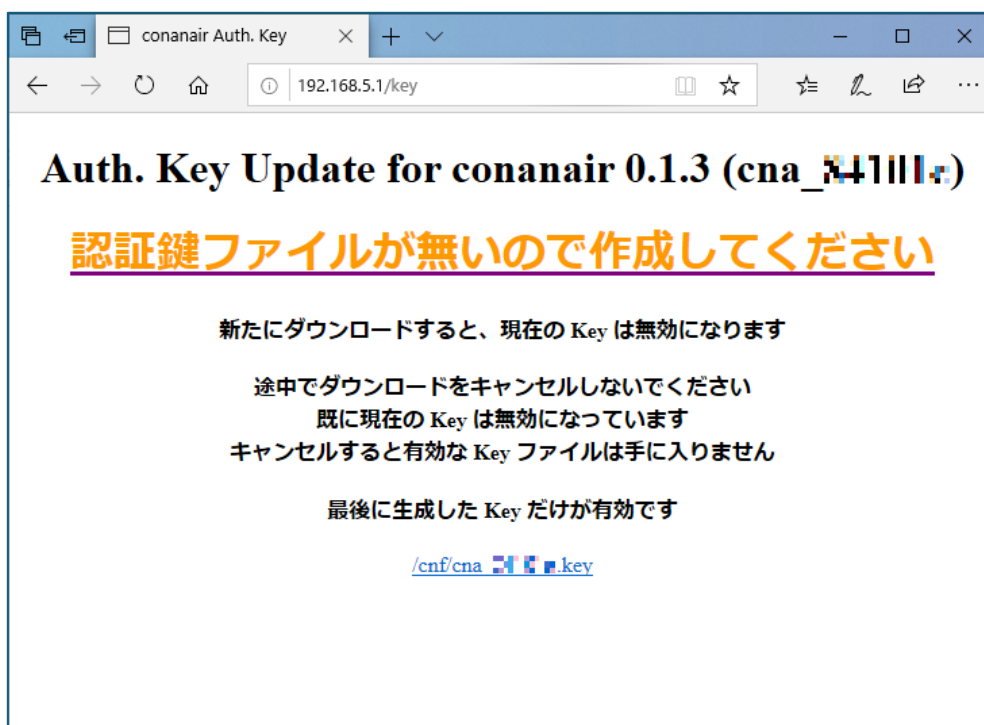 conanair Auth. Key
192.168.5.1/key
Auth. Key Update for conanair 0.1.3 (cna_
認証鍵ファイルが無いので作成してください
新たにダウンロードすると、現在の Key は無効になります
途中でダウンロードをキャンセルしないでください
既に現在の Key は無効になっています
キャンセルすると有効な Key ファイルは手に入りません
最後に生成した Key だけが有効です
/cnf/cna_ .key